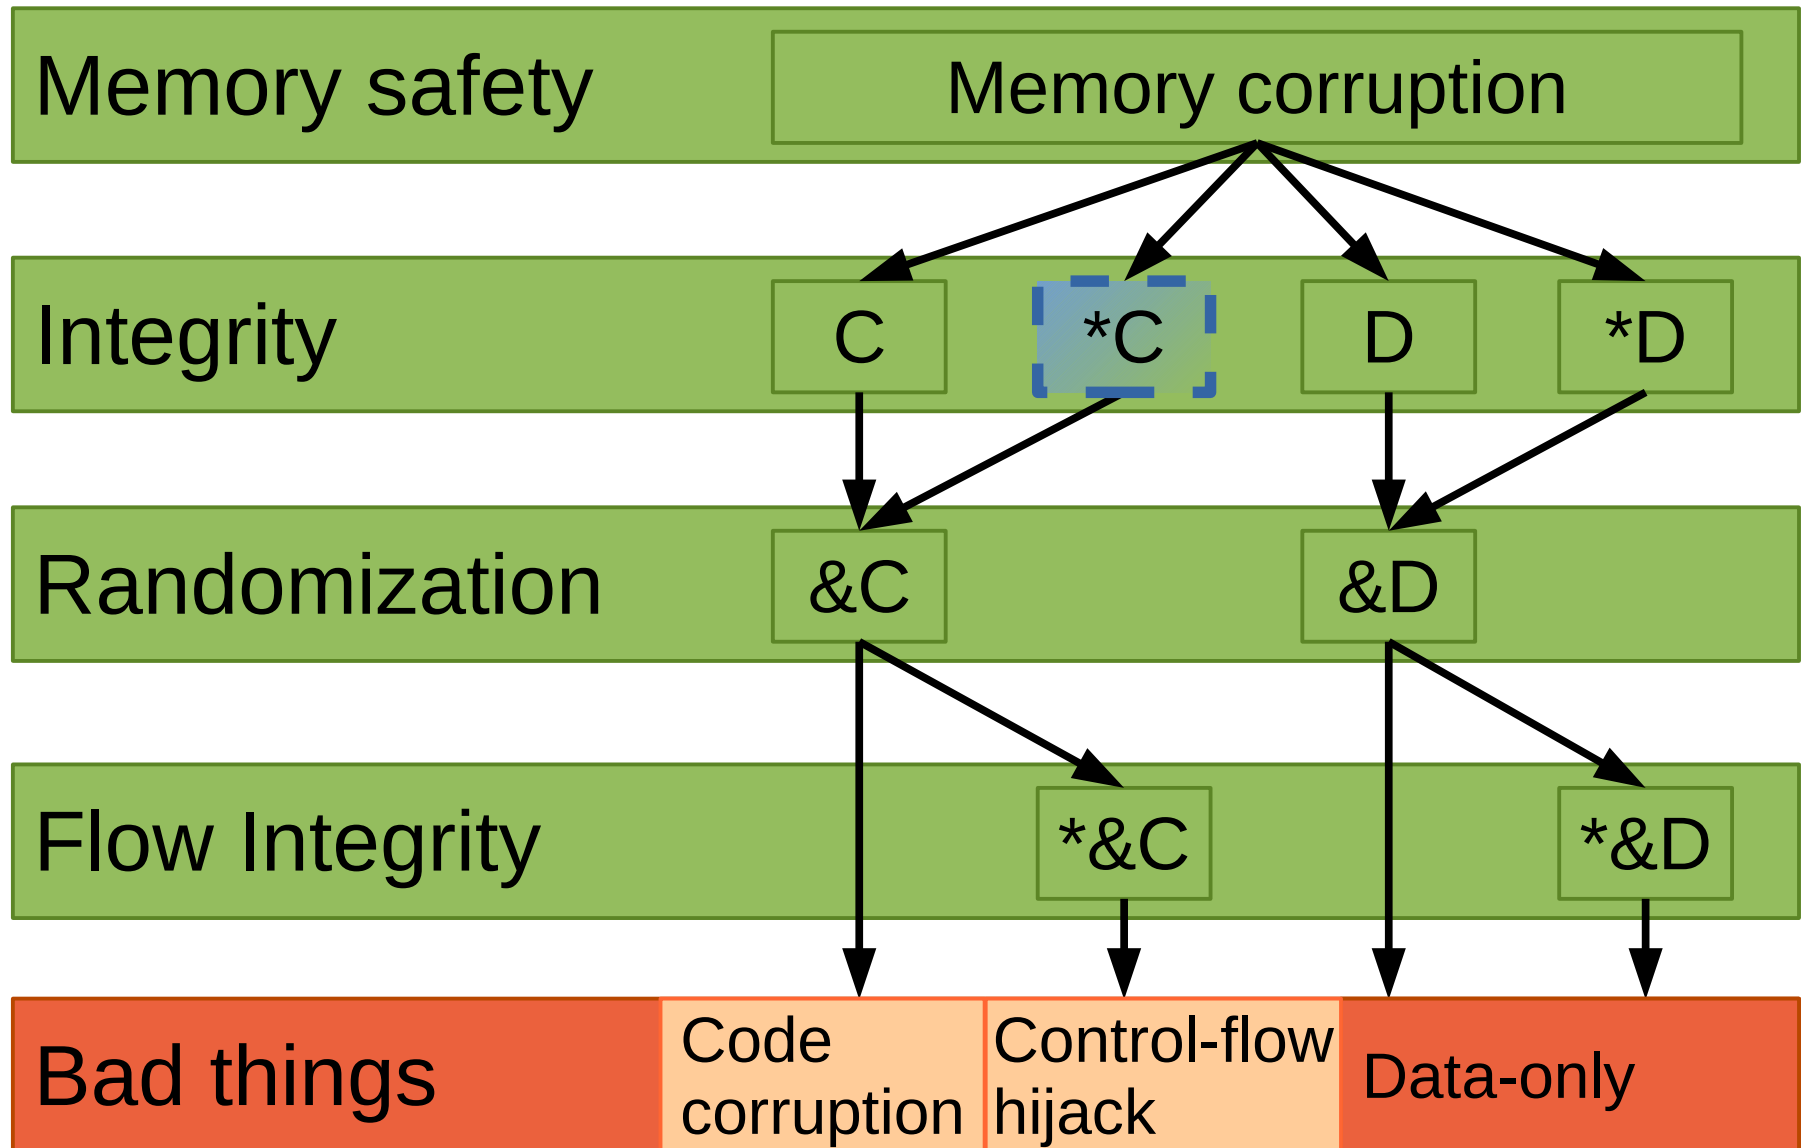 Memory safety
Memory corruption
Integrity
C
*C
D
*D
Randomization
&C
&D
Flow Integrity
*&C
*&D
Bad things
Code
corruption
Control-flow
hijack
Data-only